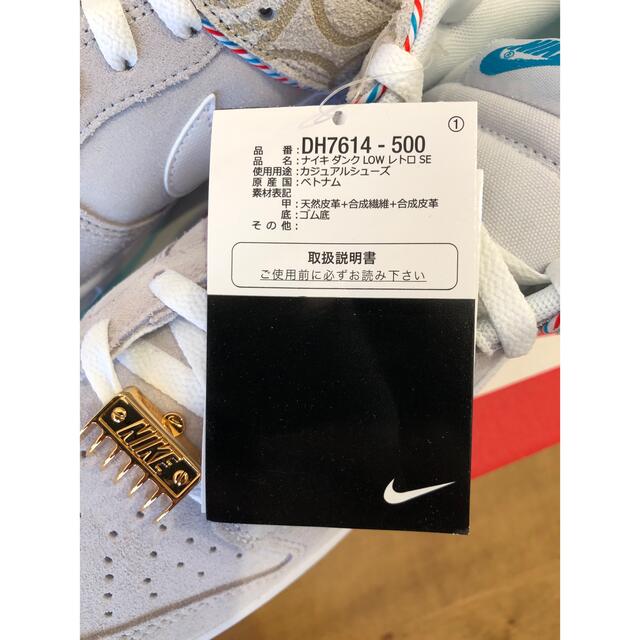 ①
品 番 : DH7614 - 500
品 名 : ナイキ ダンク LOW レトロ SE
使用用途 : カジュアルシューズ
原 産 国 : ベトナム
素材表記
甲 : 天然皮革+合成繊維+合成皮革
底 : ゴム底
そ の 他 :
取扱説明書
ご使用前に必ずお読み下さい
NIKE